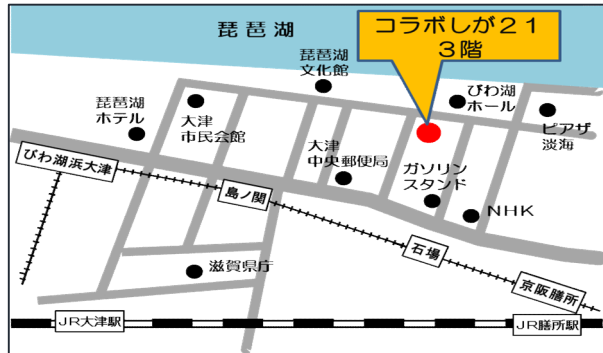 琵琶湖
コラボしが２１
３階
琵琶湖
文化館
びわ湖
ホール
琵琶湖
ホテル
大津
市民会館
ピアザ
淡海
大津
中央郵便局
ガソリン
スタンド
びわ湖浜大津
島ノ関
NHK
石場
滋賀県庁
京阪膳所
JR大津駅
JR膳所駅